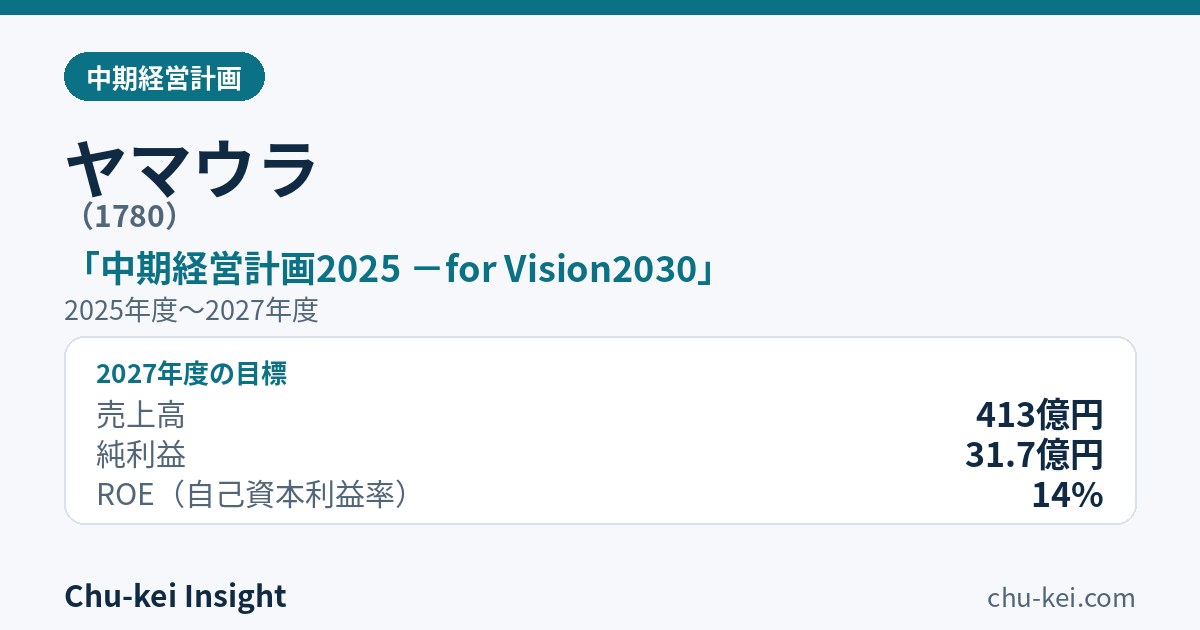 中期経営計画
ヤマウラ
（1780）
「中期経営計画2025 －for Vision2030」
2025年度～2027年度
2027年度の目標
売上高 413億円
純利益 31.7億円
ROE（自己資本利益率） 14%
Chu-kei Insight chu-kei.com